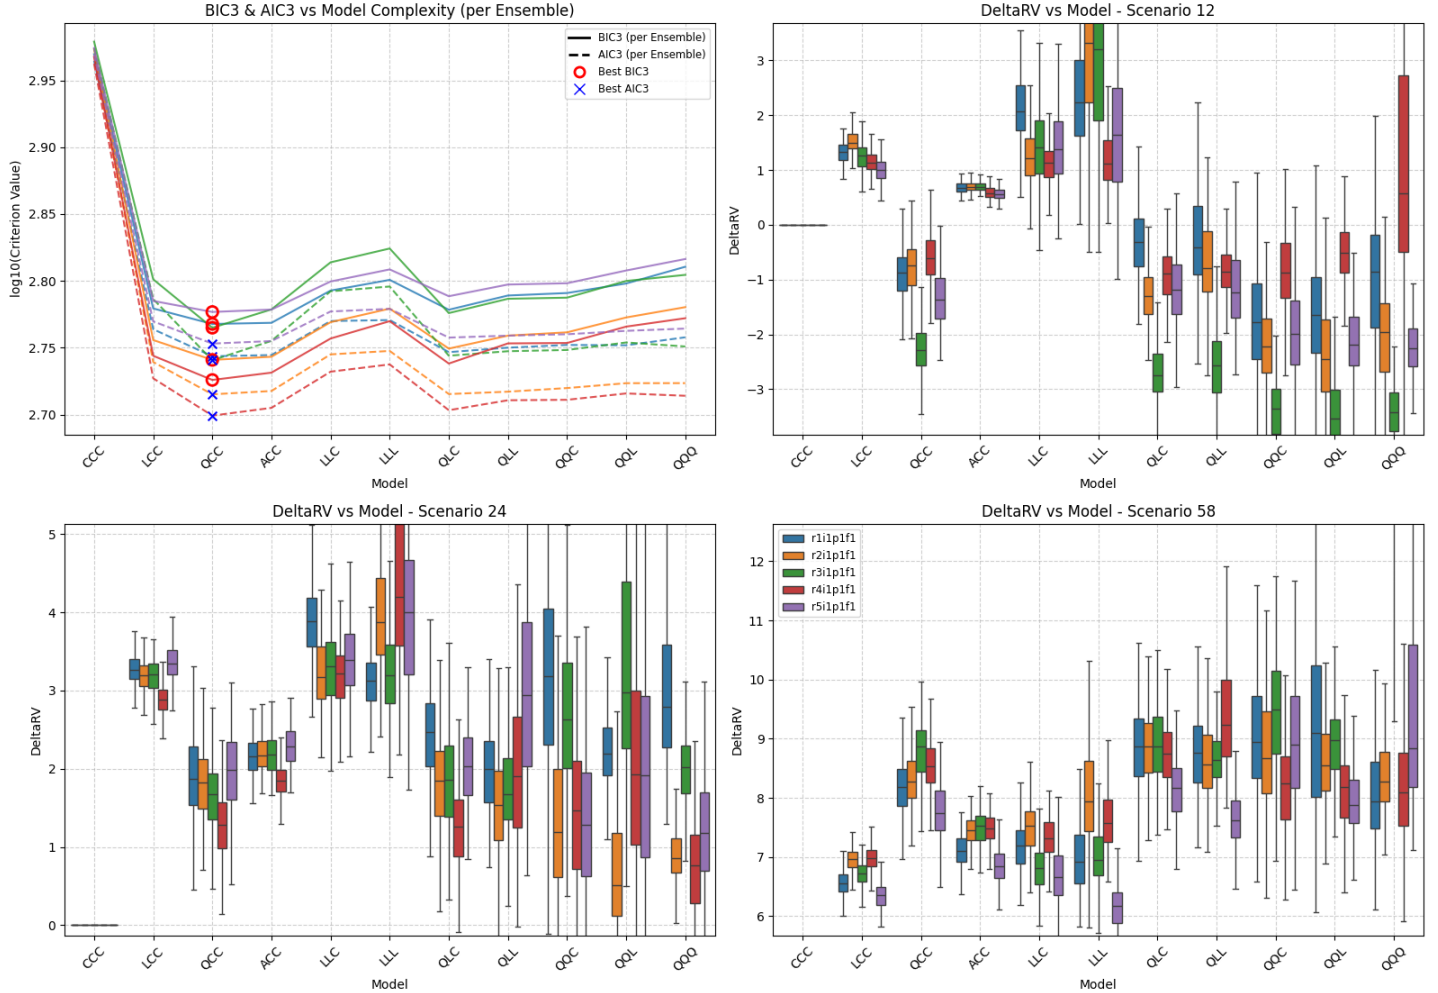 BIC3 & AIC3 vs Model Complexity (per Ensemble)
log10(Criterion Value)
2.95
2.90
2.85
2.80
2.75
2.70
BIC3 (per Ensemble)
AIC3 (per Ensemble)
Best BIC3
Best AIC3
CCC LCC QCC ACC LLC LLL QLC QLL QQC QQL QQQ
Model
DeltaRV vs Model - Scenario 12
DeltaRV
3
2
1
0
−1
−2
−3
CCC LCC QCC ACC LLC LLL QLC QLL QQC QQL QQQ
Model
DeltaRV vs Model - Scenario 24
DeltaRV
5
4
3
2
1
0
CCC LCC QCC ACC LLC LLL QLC QLL QQC QQL QQQ
Model
DeltaRV vs Model - Scenario 58
DeltaRV
12
11
10
9
8
7
6
r1i1p1f1
r2i1p1f1
r3i1p1f1
r4i1p1f1
r5i1p1f1
CCC LCC QCC ACC LLC LLL QLC QLL QQC QQL QQQ
Model